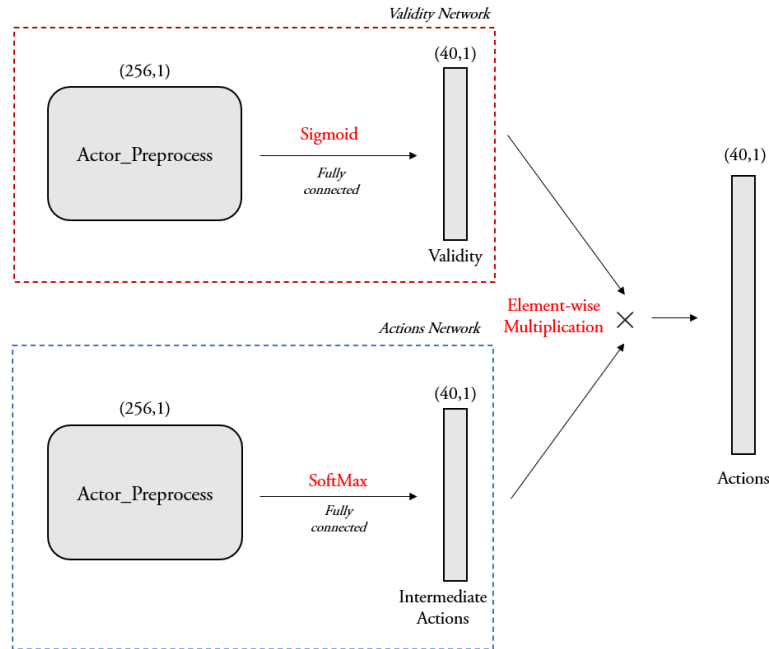 Validity Network
(256,1)
(40,1)
Actor_Preprocess
Sigmoid
Fully
connected
Validity
(40,1)
Element-wise
Multiplication
Actions
Actions Network
(256,1)
(40,1)
Actor_Preprocess
SoftMax
Fully
connected
Intermediate
Actions